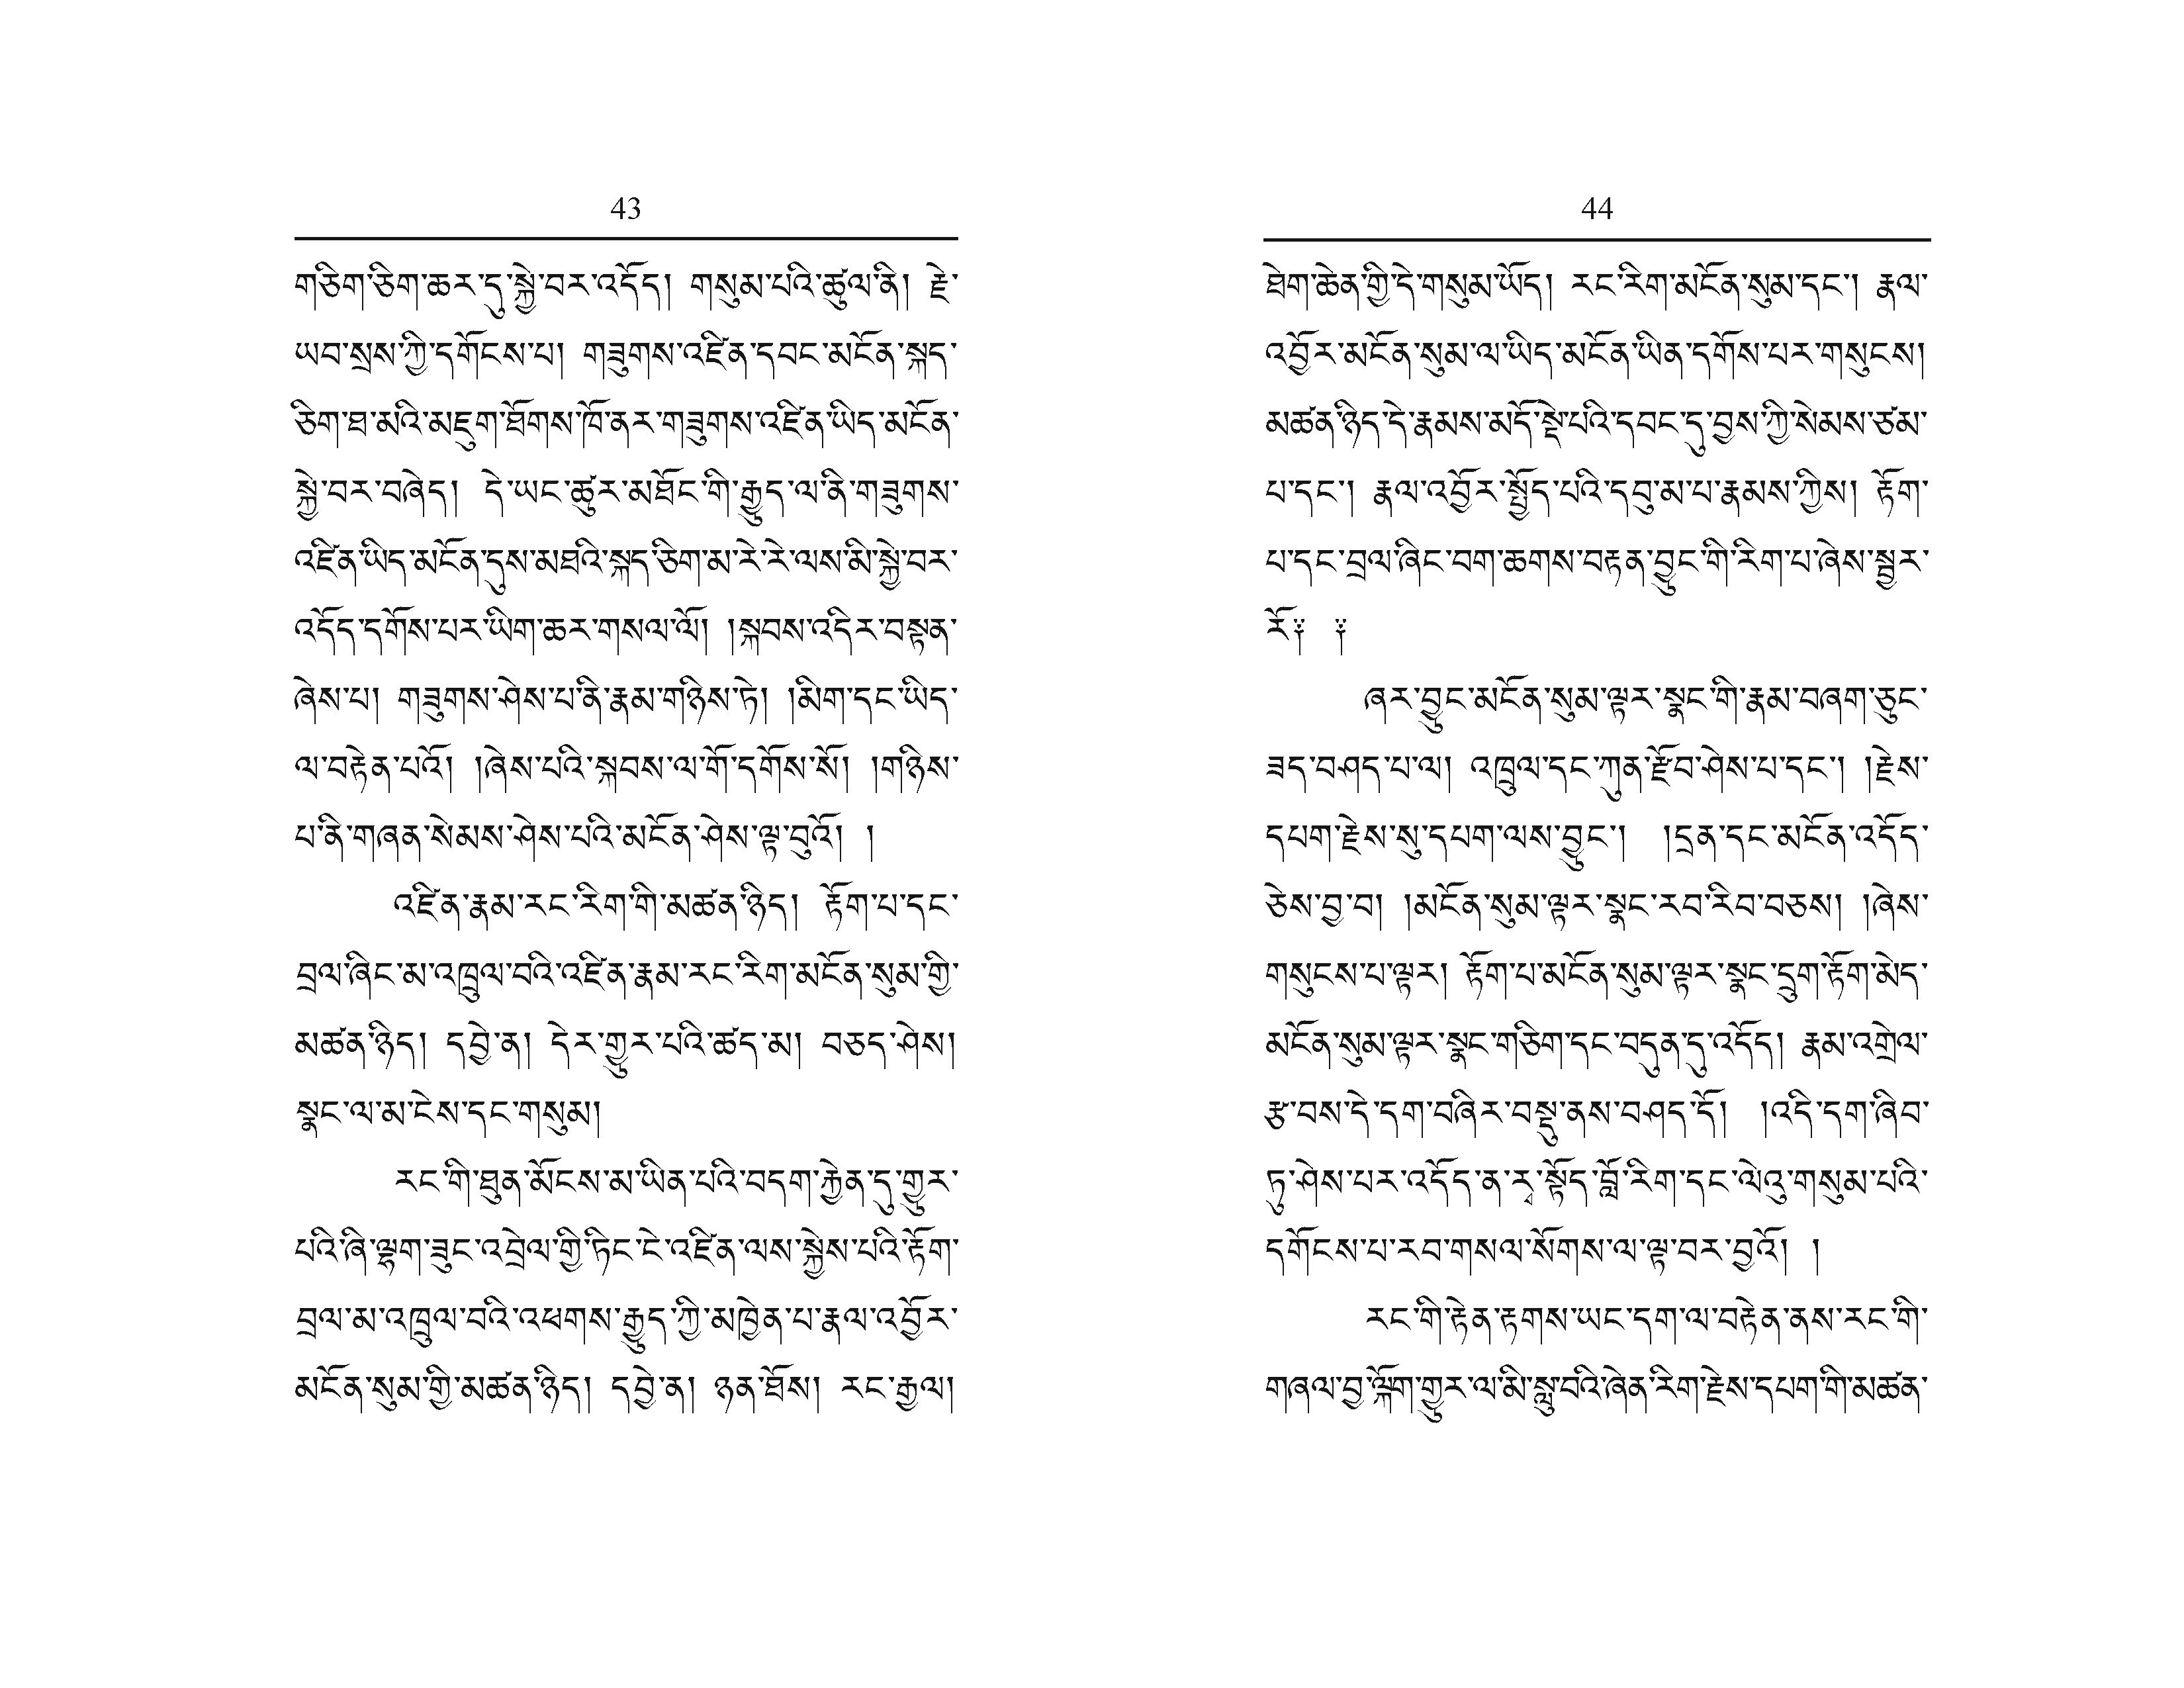 43
གཅིག་ཅིག་ཆར་དུ་སྐྱེ་བར་འདོད། གསུམ་པའི་ཚུལ་ནི། རྗེ་
ཡབ་སྲས་ཀྱི་དགོངས་པ། གཟུགས་འཛིན་དབང་མངོན་སྐད་
ཅིག་ཐ་མའི་མཇུག་ཐོགས་ཁོ་ནར་གཟུགས་འཛིན་ཡིད་མངོན་
སྐྱེ་བར་བཞེད། དེ་ཡང་ཚུར་མཐོང་གི་རྒྱུད་ལ་ནི་གཟུགས་
འཛིན་ཡིད་མངོན་དུས་མཐའི་སྐད་ཅིག་མ་རེ་རེ་ལས་མི་སྐྱེ་བར་
འདོད་དགོས་པར་ཡིག་ཆར་གསལ་ལོ། །སྐབས་འདིར་བསྟན་
ཞེས་པ། གཟུགས་ཤེས་པ་ནི་རྣམ་གཉིས་ཏེ། །མིག་དང་ཡིད་
ལ་བརྟེན་པའོ། །ཞེས་པའི་སྐབས་ལ་གོ་དགོས་སོ། །གཉིས་
པ་ནི་གཞན་སེམས་ཤེས་པའི་མངོན་ཤེས་ལྟ་བུའོ། །
འཛིན་རྣམ་རང་རིག་གི་མཚན་ཉིད། རྟོག་པ་དང་
བྲལ་ཞིང་མ་འཁྲུལ་བའི་འཛིན་རྣམ་རང་རིག་མངོན་སུམ་གྱི་
མཚན་ཉིད། དབྱེ་ན། དེར་གྱུར་པའི་ཚད་མ། བཅད་ཤེས།
སྣང་ལ་མ་ངེས་དང་གསུམ།
རང་གི་ཐུན་མོངས་མ་ཡིན་པའི་བདག་རྐྱེན་དུ་གྱུར་
པའི་ཞི་ལྷག་ཟུང་འབྲེལ་གྱི་ཏིང་ངེ་འཛིན་ལས་སྐྱེས་པའི་རྟོག་
བྲལ་མ་འཁྲུལ་བའི་འཕགས་རྒྱུད་ཀྱི་མཁྱེན་པ་རྣལ་འབྱོར་
མངོན་སུམ་གྱི་མཚན་ཉིད། དབྱེ་ན། ཉན་ཐོས། རང་རྒྱལ།
44
ཐེག་ཆེན་གྱི་དེ་གསུམ་ཡོད། རང་རིག་མངོན་སུམ་དང་། རྣལ་
འབྱོར་མངོན་སུམ་ལ་ཡིད་མངོན་ཡིན་དགོས་པར་གསུངས།
མཚན་ཉིད་དེ་རྣམས་མདོ་སྡེ་པའི་དབང་དུ་བྱས་ཀྱི་སེམས་ཙམ་
པ་དང་། རྣལ་འབྱོར་སྤྱོད་པའི་དབུ་མ་པ་རྣམས་ཀྱིས། རྟོག་
པ་དང་བྲལ་ཞིང་བག་ཆགས་བརྟན་བྱུང་གི་རིག་པ་ཞེས་སྦྱར་
རོ༑ ༑
ཞར་བྱུང་མངོན་སུམ་ལྟར་སྣང་གི་རྣམ་བཞག་ཅུང་
ཟད་བཤད་པ་ལ། འཁྲུལ་དང་ཀུན་རྫོབ་ཤེས་པ་དང་། །རྗེས་
དཔག་རྗེས་སུ་དཔག་ལས་བྱུང་། །དྲན་དང་མངོན་འདོད་
ཅེས་བྱ་བ། །མངོན་སུམ་ལྟར་སྣང་རབ་རིབ་བཅས། །ཞེས་
གསུངས་པ་ལྟར། རྟོག་པ་མངོན་སུམ་ལྟར་སྣང་དྲུག་རྟོག་མེད་
མངོན་སུམ་ལྟར་སྣང་གཅིག་དང་བདུན་དུ་འདོད། རྣམ་འགྲེལ་
རྩ་བས་དེ་དག་བཞིར་བསྡུ་ནས་བཤད་དོ། །འདི་དག་ཞིབ་
ཏུ་ཤེས་པར་འདོད་ན་རྭ་སྟོད་བློ་རིག་དང་ལེའུ་གསུམ་པའི་
དགོངས་པ་རབ་གསལ་སོགས་ལ་ལྟ་བར་བྱའོ། །
རང་གི་རྟེན་རྟགས་ཡང་དག་ལ་བརྟེན་ནས་རང་གི་
གཞལ་བྱ་ལྐོག་གྱུར་ལ་མི་སླུ་བའི་ཞེན་རིག་རྗེས་དཔག་གི་མཚན་